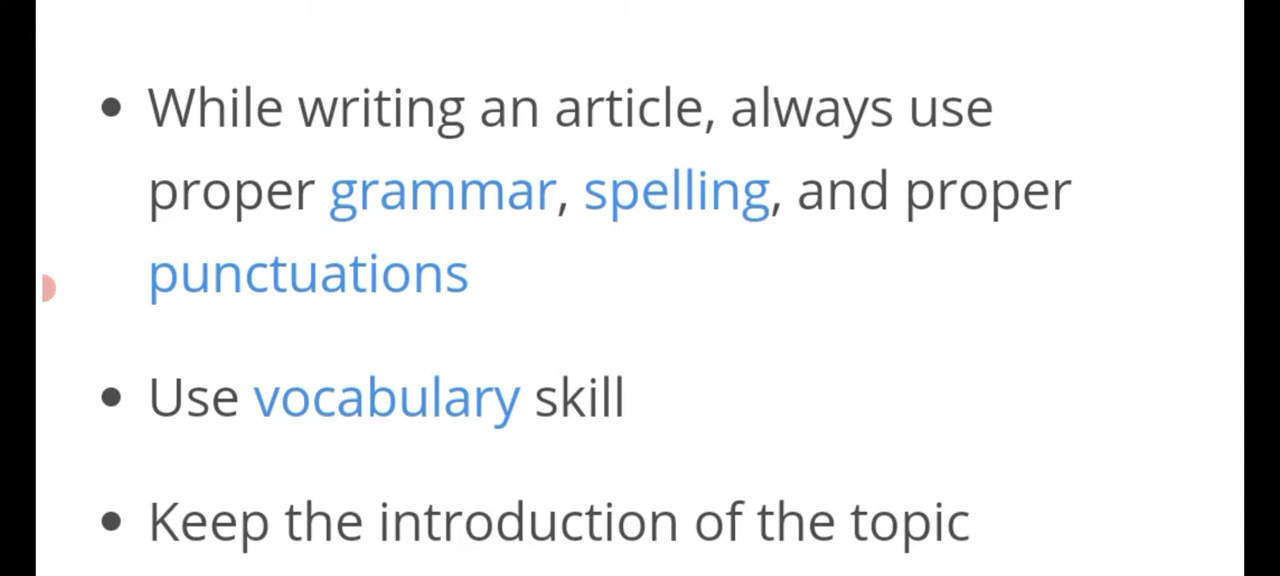 While writing an article, always use
proper grammar, spelling, and proper
punctuations
Use vocabulary skill
Keep the introduction of the topic